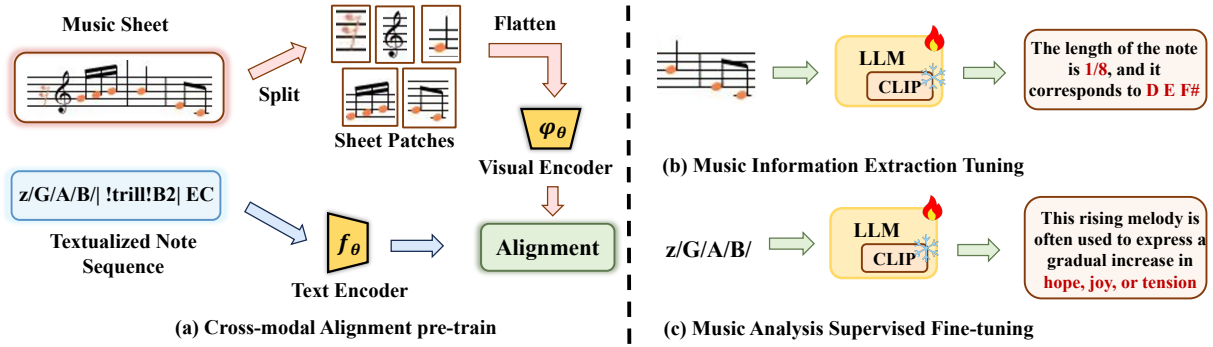 Music Sheet
Split
Flatten
Sheet Patches
φθ
Visual Encoder
z/G/A/B/| !trill!B2| EC
Textualized Note
Sequence
fθ
Text Encoder
Alignment
(a) Cross-modal Alignment pre-train
LLM
CLIP
The length of the note
is 1/8, and it
corresponds to D E F#
(b) Music Information Extraction Tuning
z/G/A/B/
LLM
CLIP
This rising melody is
often used to express a
gradual increase in
hope, joy, or tension
(c) Music Analysis Supervised Fine-tuning